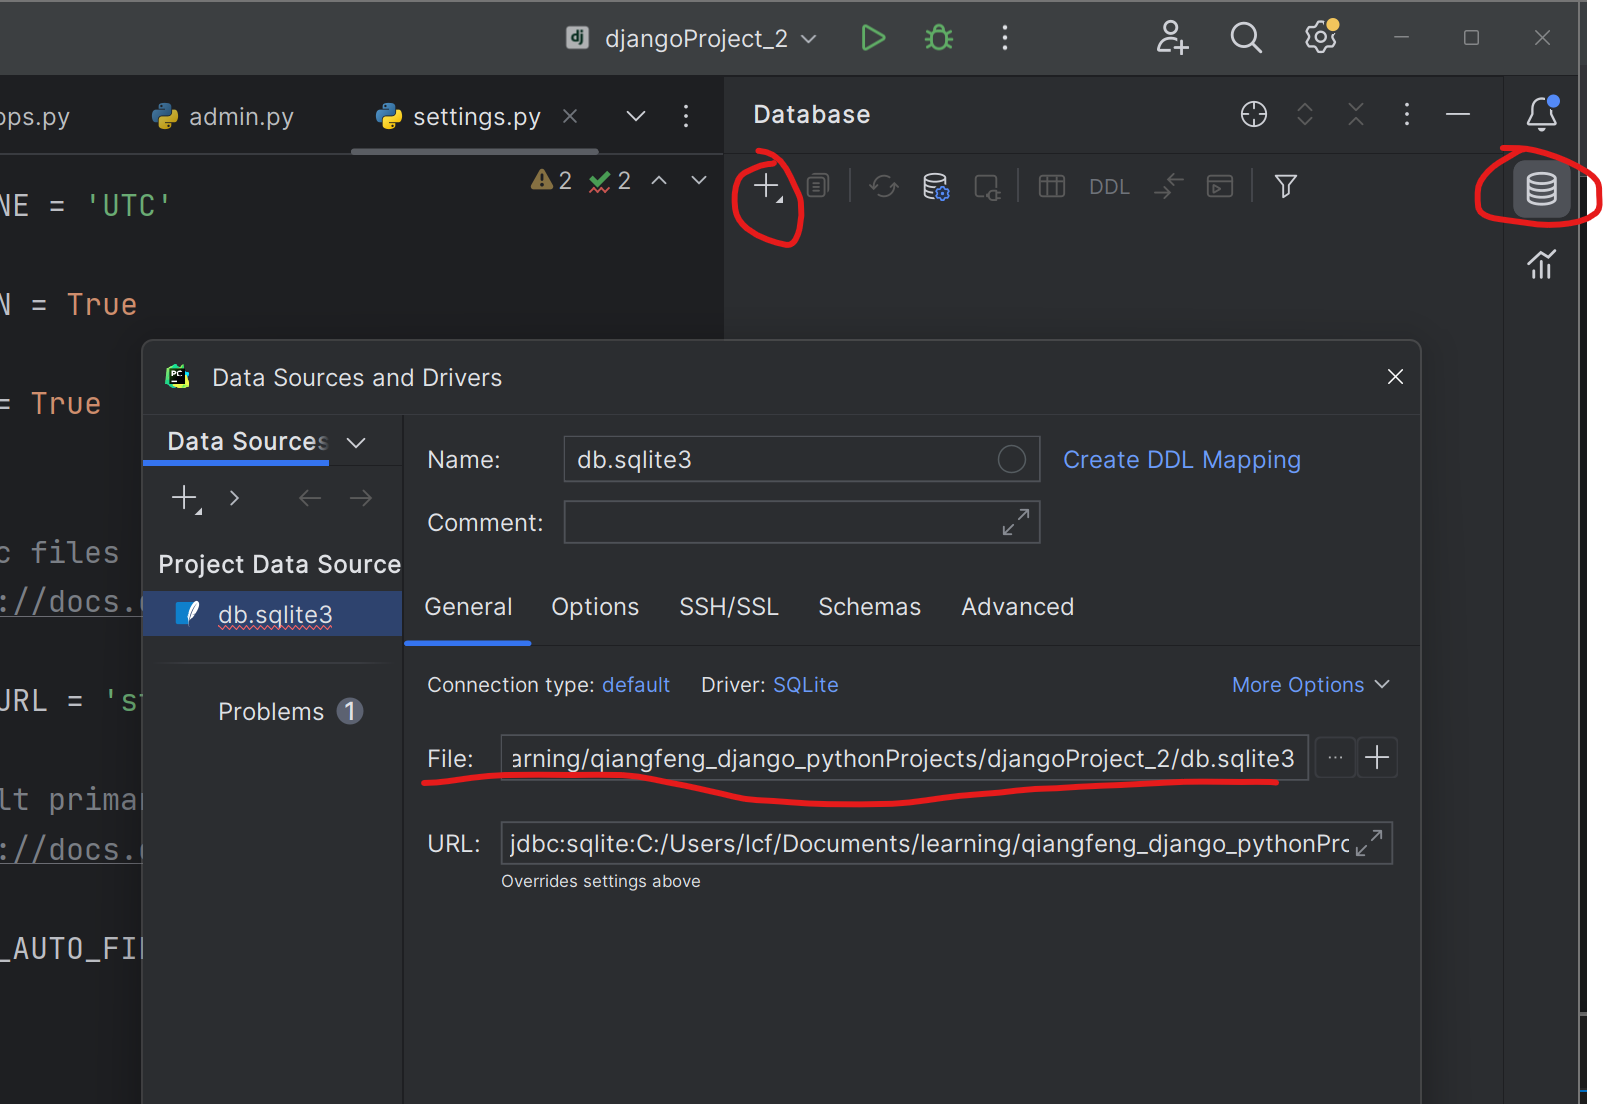 djangoProject_2
ops.py
admin.py
settings.py
Database
2
2
DDL
NE = 'UTC'
N = True
= True
Data Sources and Drivers
Data Sources
Name:
db.sqlite3
Create DDL Mapping
Comment:
c files
://docs.
Project Data Source
db.sqlite3
General
Options
SSH/SSL
Schemas
Advanced
Connection type: default
Driver: SQLite
More Options
URL = 's
Problems 1
File:
arning/qiangfeng_django_pythonProjects/djangoProject_2/db.sqlite3
lt prima
://docs.
URL:
jdbc:sqlite:C:/Users/lcf/Documents/learning/qiangfeng_django_pythonPro
Overrides settings above
_AUTO_FI